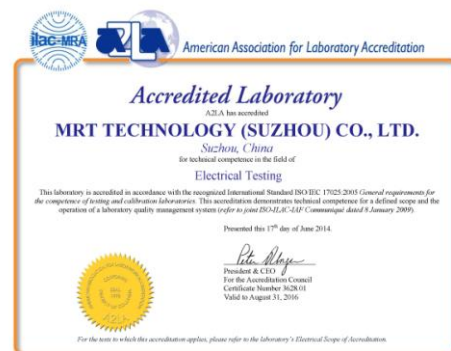 ilac-MRA
A2LA
American Association for Laboratory Accreditation
Accredited Laboratory
A2LA has accredited
MRT TECHNOLOGY (SUZHOU) CO., LTD.
Suzhou, China
for technical competence in the field of
Electrical Testing
This laboratory is accredited in accordance with the recognized International Standard ISO/IEC 17025:2005 General requirements for
the competence of testing and calibration laboratories. This accreditation demonstrates technical competence for a defined scope and the
operation of a laboratory quality management system (refer to joint ISO-ILAC-IAF Communiqué dated 8 January 2009).
Presented this 17th day of June 2014.
President & CEO
For the Accreditation Council
Certificate Number 3628.01
Valid to August 31, 2016
A2LA
For the tests to which this accreditation applies, please refer to the laboratory's Electrical Scope of Accreditation.